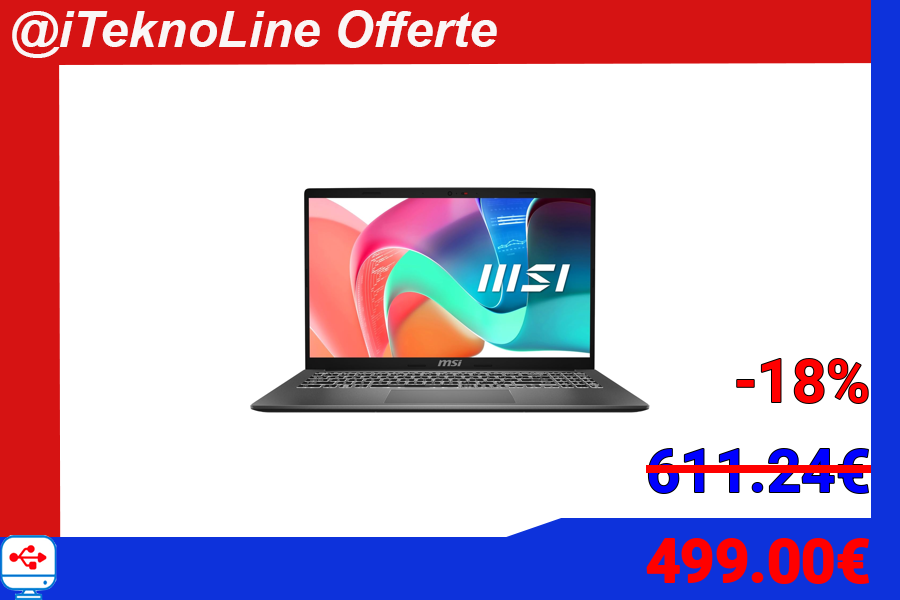 @iTeknoLine Offerte
msi
msi
-18%
611.24€
499.00€